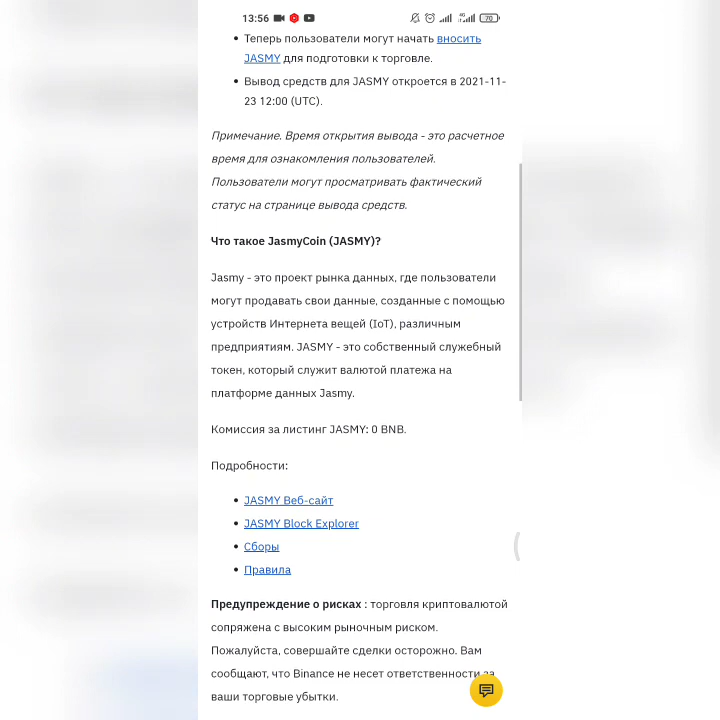 13:56
4G
70
Теперь пользователи могут начать вносить
JASMY для подготовки к торговле.
Вывод средств для JASMY откроется в 2021-11-
23 12:00 (UTC).
Примечание. Время открытия вывода - это расчетное
время для ознакомления пользователей.
Пользователи могут просматривать фактический
статус на странице вывода средств.
Что такое JasmyCoin (JASMY)?
Jasmy - это проект рынка данных, где пользователи
могут продавать свои данные, созданные с помощью
устройств Интернета вещей (IoT), различным
предприятиям. JASMY - это собственный служебный
токен, который служит валютой платежа на
платформе данных Jasmy.
Комиссия за листинг JASMY: 0 BNB.
Подробности:
JASMY Веб-сайт
JASMY Block Explorer
Сборы
Правила
Предупреждение о рисках : торговля криптовалютой
сопряжена с высоким рыночным риском.
Пожалуйста, совершайте сделки осторожно. Вам
сообщают, что Binance не несет ответственности за
ваши торговые убытки.